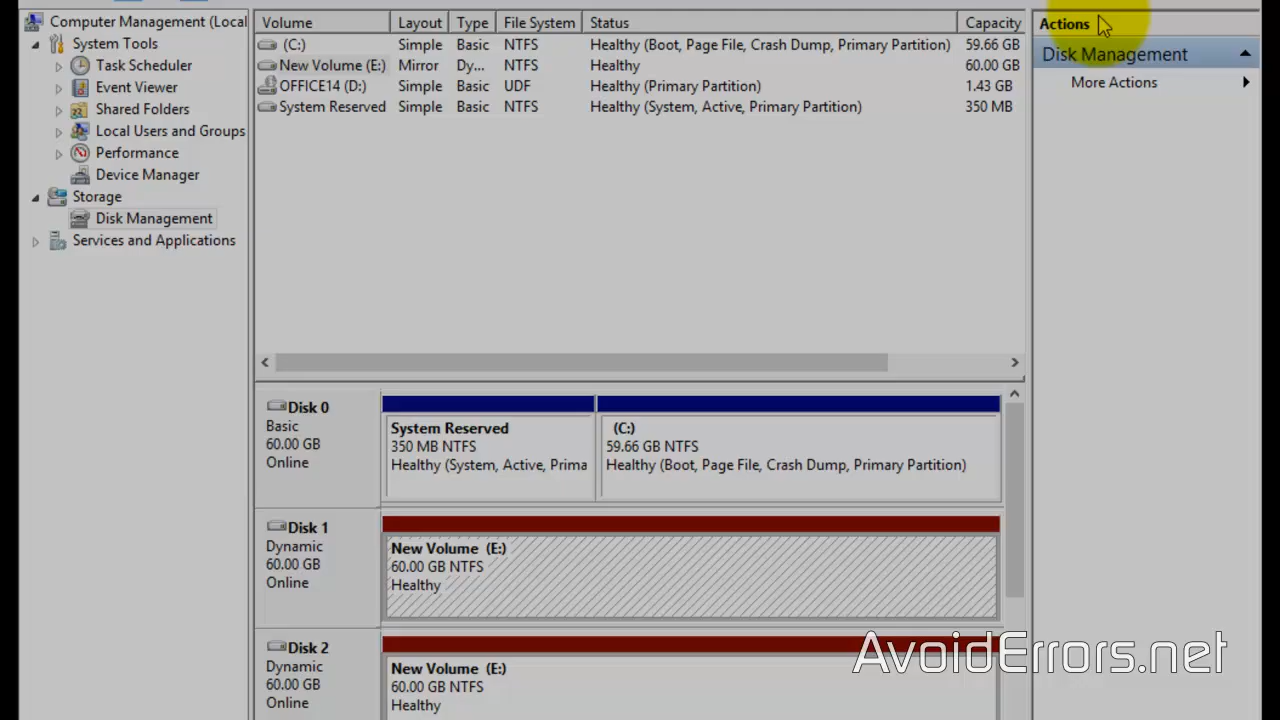 Computer Management (Local
System Tools
Task Scheduler
Event Viewer
Shared Folders
Local Users and Groups
Performance
Device Manager
Storage
Disk Management
Services and Applications
Volume Layout Type File System Status Capacity
(C:) Simple Basic NTFS Healthy (Boot, Page File, Crash Dump, Primary Partition) 59.66 GB
New Volume (E:) Mirror Dy... NTFS Healthy 60.00 GB
OFFICE14 (D:) Simple Basic UDF Healthy (Primary Partition) 1.43 GB
System Reserved Simple Basic NTFS Healthy (System, Active, Primary Partition) 350 MB
Disk 0
Basic
60.00 GB
Online
System Reserved
350 MB NTFS
Healthy (System, Active, Prima
(C:)
59.66 GB NTFS
Healthy (Boot, Page File, Crash Dump, Primary Partition)
Disk 1
Dynamic
60.00 GB
Online
New Volume (E:)
60.00 GB NTFS
Healthy
Disk 2
Dynamic
60.00 GB
Online
New Volume (E:)
60.00 GB NTFS
Healthy
Actions
Disk Management
More Actions
AvoidErrors.net